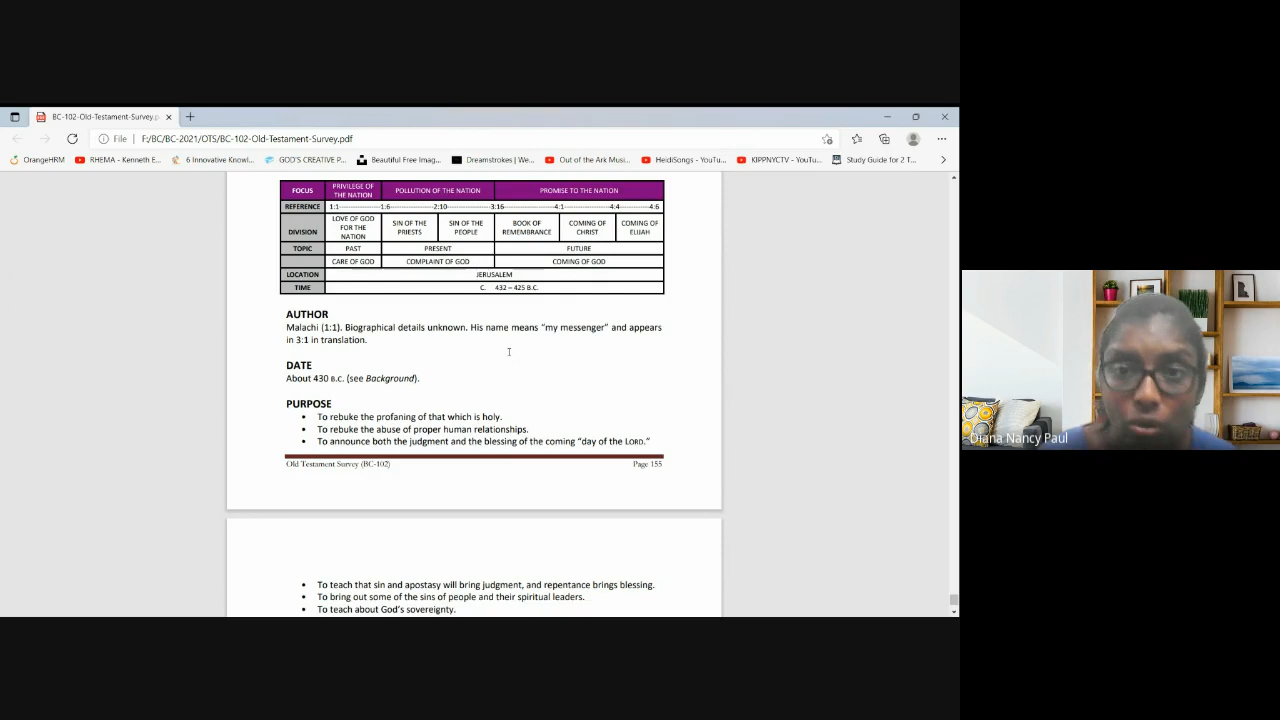 BC-102-Old-Testament-Survey.p
File F:/BC/BC-2021/OTS/BC-102-Old-Testament-Survey.pdf
OrangeHRM RHEMA - Kenneth E... 6 Innovative Knowl... GOD'S CREATIVE P... Beautiful Free Imag... Dreamstrokes | We... Out of the Ark Musi... HeidiSongs - YouTu... KIPPNYCTV - YouTu... Study Guide for 2 T...
FOCUS PRIVILEGE OF THE NATION POLLUTION OF THE NATION PROMISE TO THE NATION
REFERENCE 1:1 1:6 2:10 3:16 4:1 4:4 4:6
DIVISION LOVE OF GOD FOR THE NATION SIN OF THE PRIESTS SIN OF THE PEOPLE BOOK OF REMEMBRANCE COMING OF CHRIST COMING OF ELIJAH
TOPIC PAST PRESENT FUTURE
CARE OF GOD COMPLAINT OF GOD COMING OF GOD
LOCATION JERUSALEM
TIME C. 432 – 425 B.C.
AUTHOR
Malachi (1:1). Biographical details unknown. His name means “my messenger” and appears
in 3:1 in translation.
DATE
About 430 B.C. (see Background).
PURPOSE
• To rebuke the profaning of that which is holy.
• To rebuke the abuse of proper human relationships.
• To announce both the judgment and the blessing of the coming “day of the LORD.”
Old Testament Survey (BC-102) Page 155
• To teach that sin and apostasy will bring judgment, and repentance brings blessing.
• To bring out some of the sins of people and their spiritual leaders.
• To teach about God’s sovereignty.
Diana Nancy Paul